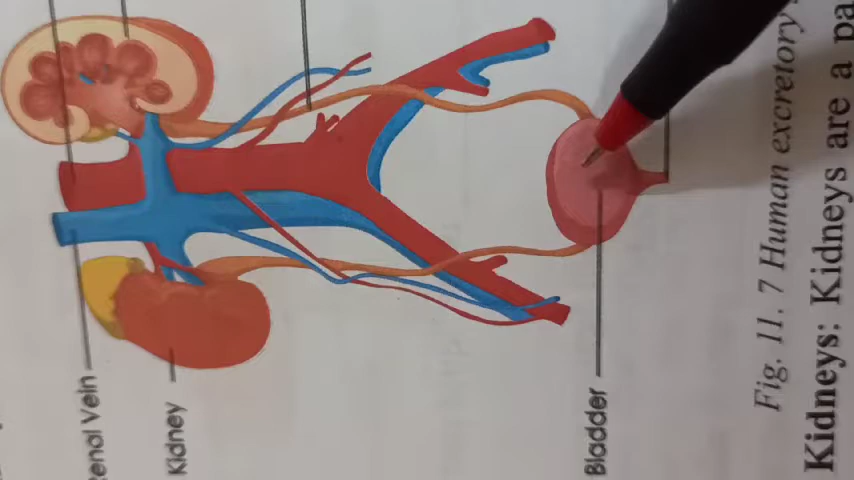 Renal Vein
Kidney
Bladder
Fig. 11. 7 Human excretory
Kidneys: Kidneys are a pa